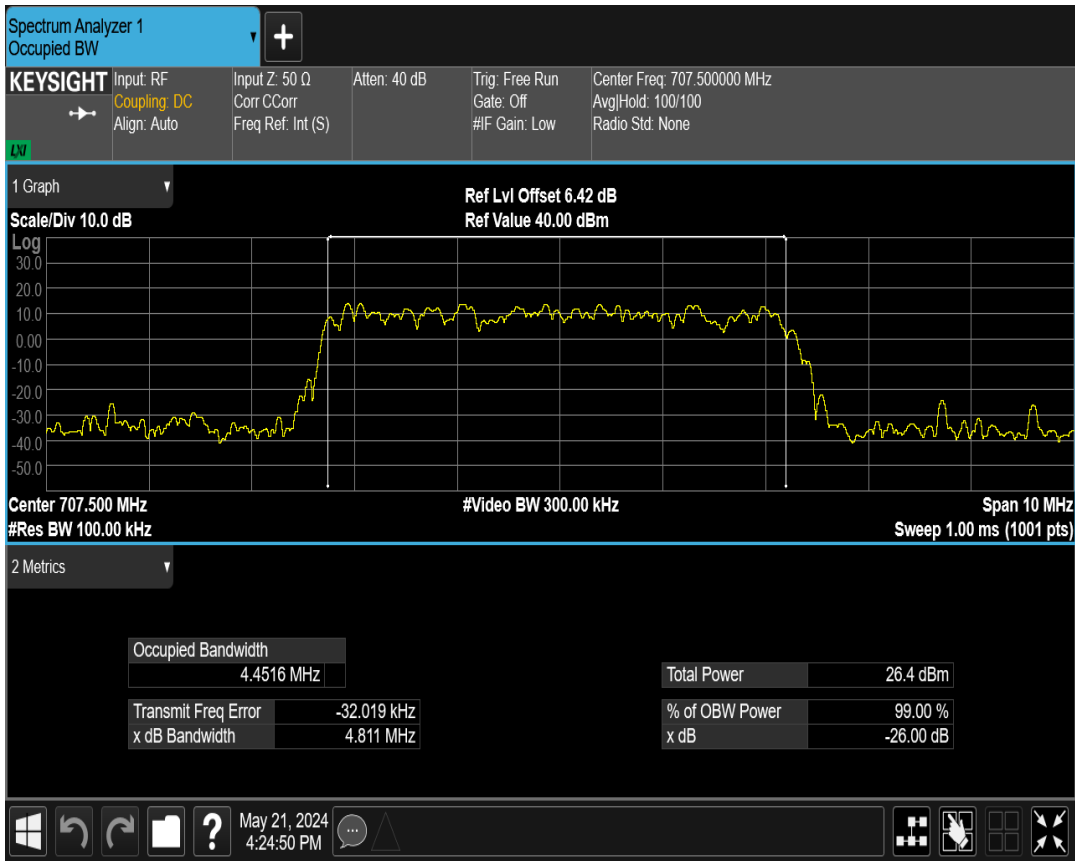 Spectrum Analyzer 1
Occupied BW
+
KEYSIGHT
LXI
Input: RF
Coupling: DC
Align: Auto
Input Z: 50 Ω
Corr CCorr
Freq Ref: Int (S)
Atten: 40 dB
Trig: Free Run
Gate: Off
#IF Gain: Low
Center Freq: 707.500000 MHz
Avg|Hold: 100/100
Radio Std: None
1 Graph
Scale/Div 10.0 dB
Ref Lvl Offset 6.42 dB
Ref Value 40.00 dBm
Log
30.0
20.0
10.0
0.00
-10.0
-20.0
-30.0
-40.0
-50.0
Center 707.500 MHz
#Video BW 300.00 kHz
Span 10 MHz
#Res BW 100.00 kHz
Sweep 1.00 ms (1001 pts)
2 Metrics
Occupied Bandwidth
4.4516 MHz
Transmit Freq Error -32.019 kHz
x dB Bandwidth 4.811 MHz
Total Power 26.4 dBm
% of OBW Power 99.00 %
x dB -26.00 dB
?
May 21, 2024
4:24:50 PM